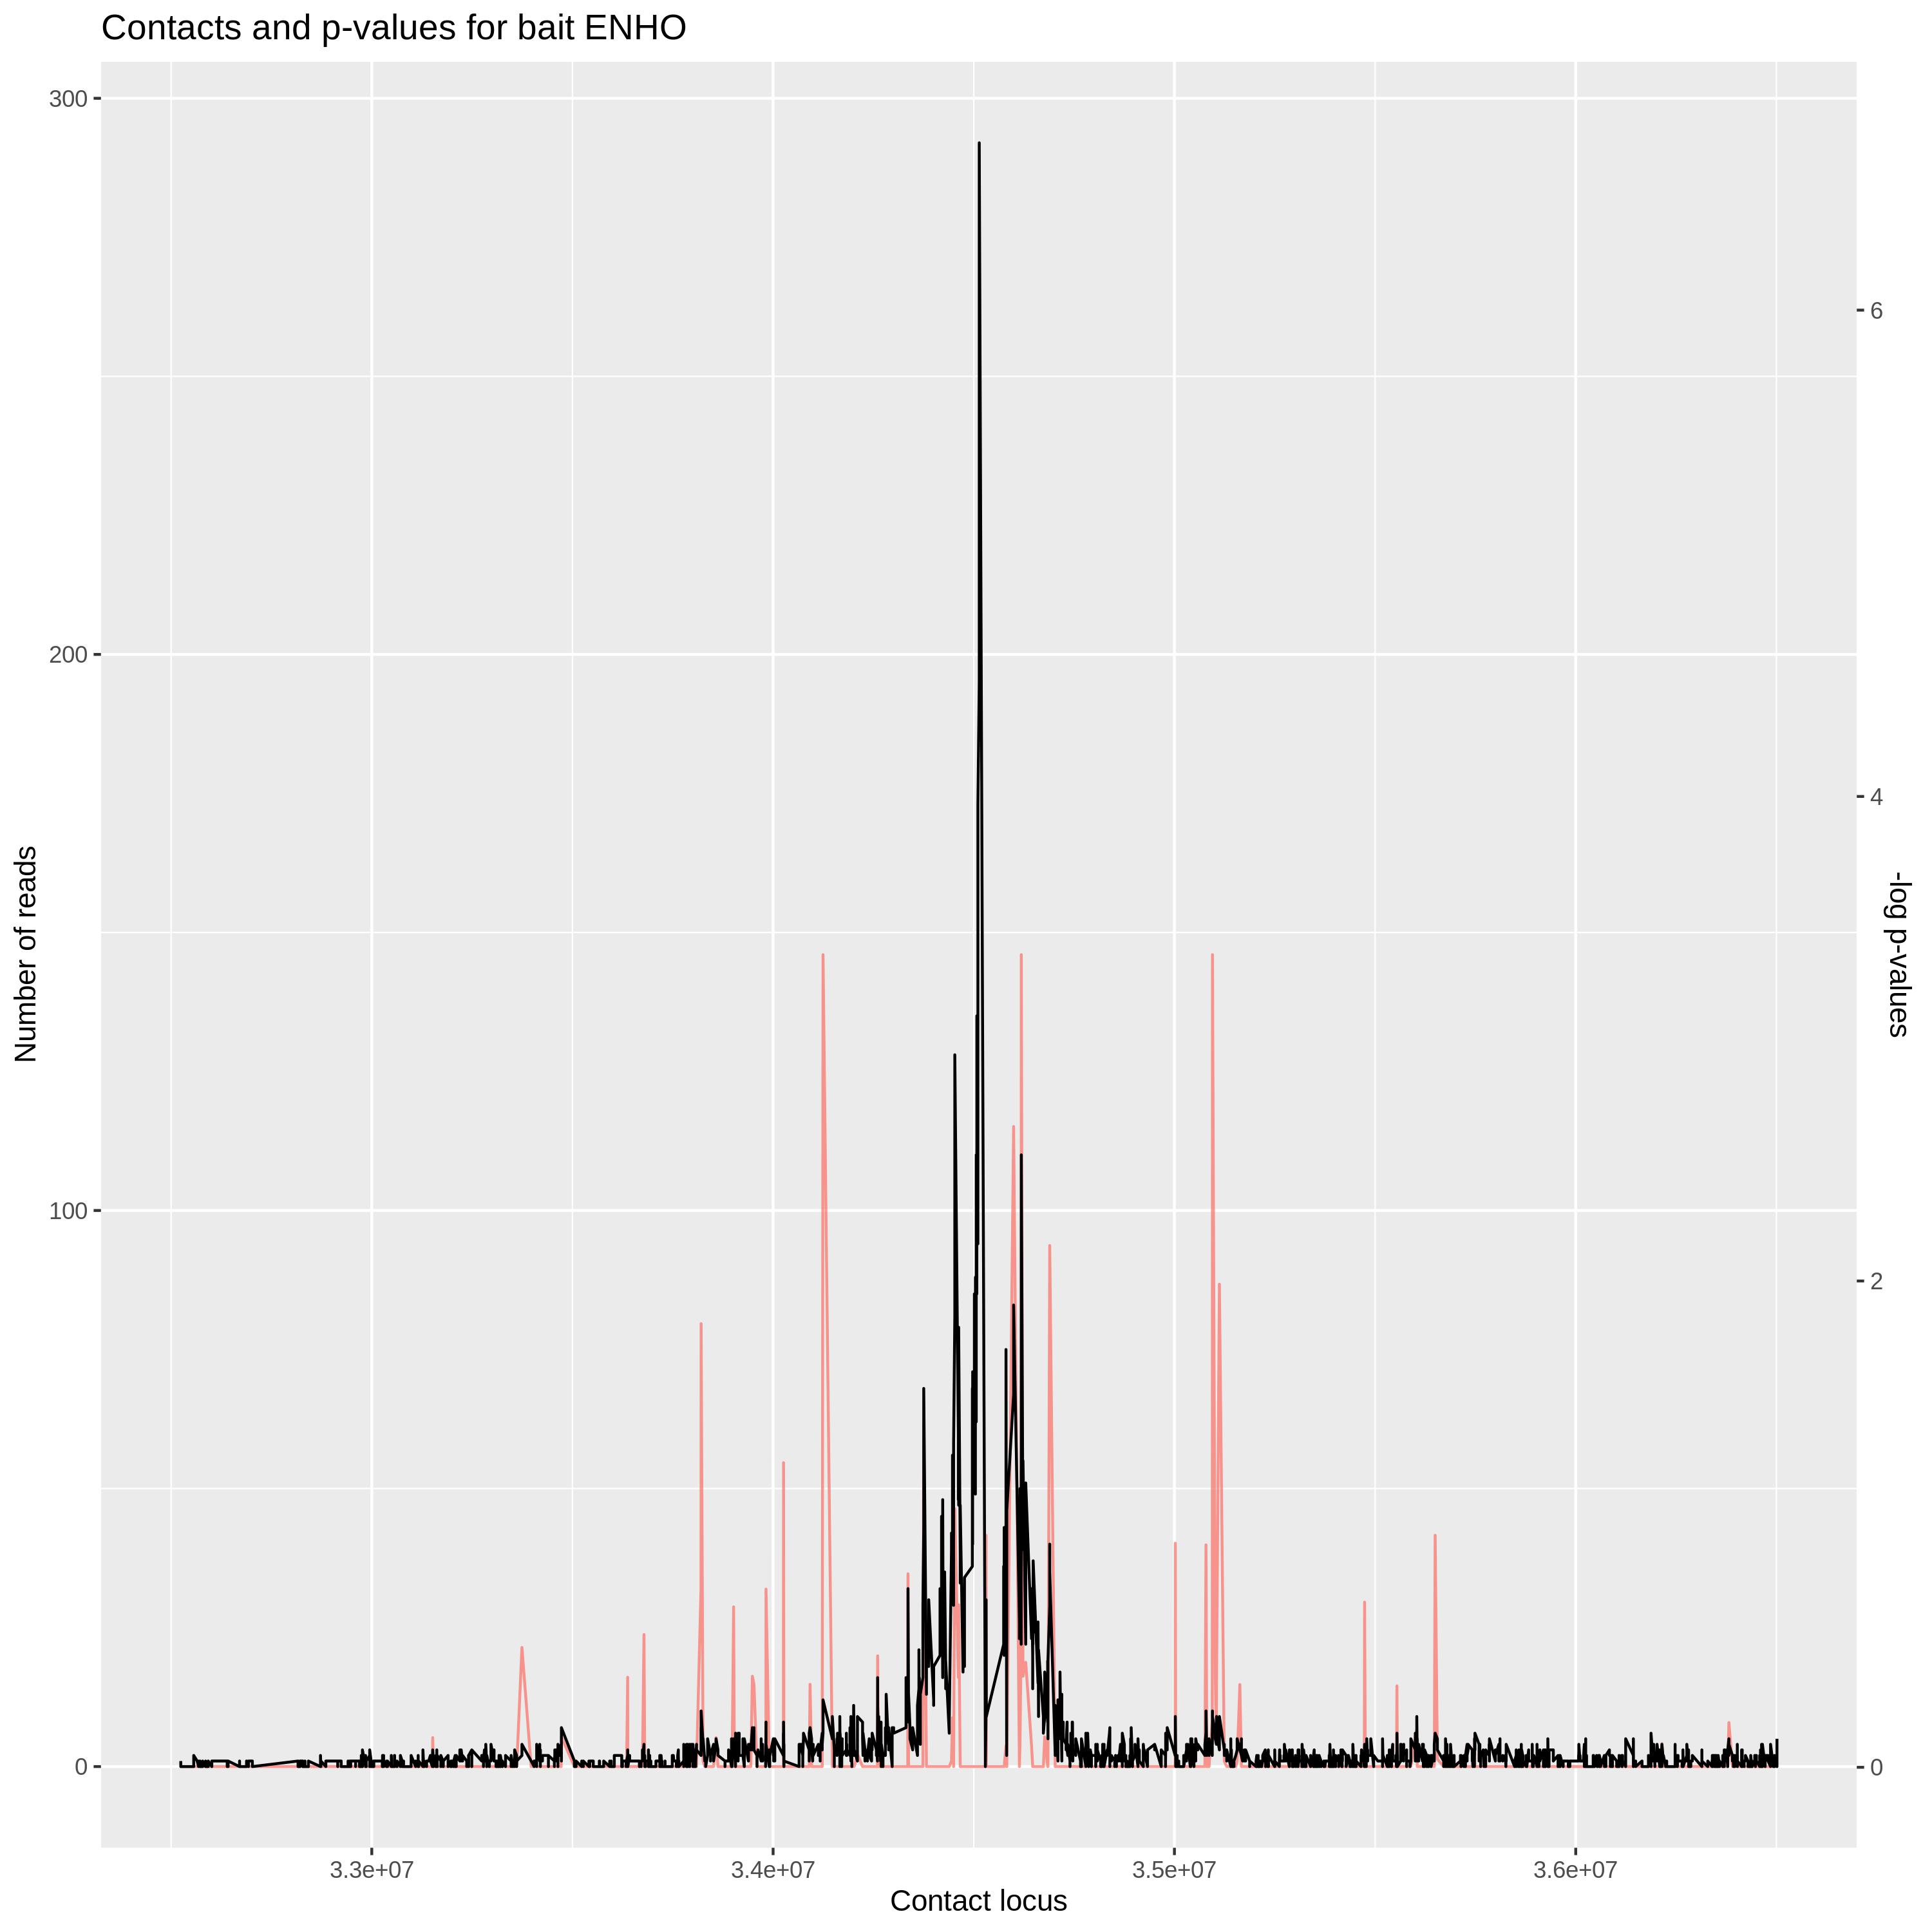 Contacts and p-values for bait ENHO
300
200
100
0
Number of reads
6
4
2
0
-log p-values
3.3e+07
3.4e+07
3.5e+07
3.6e+07
Contact locus